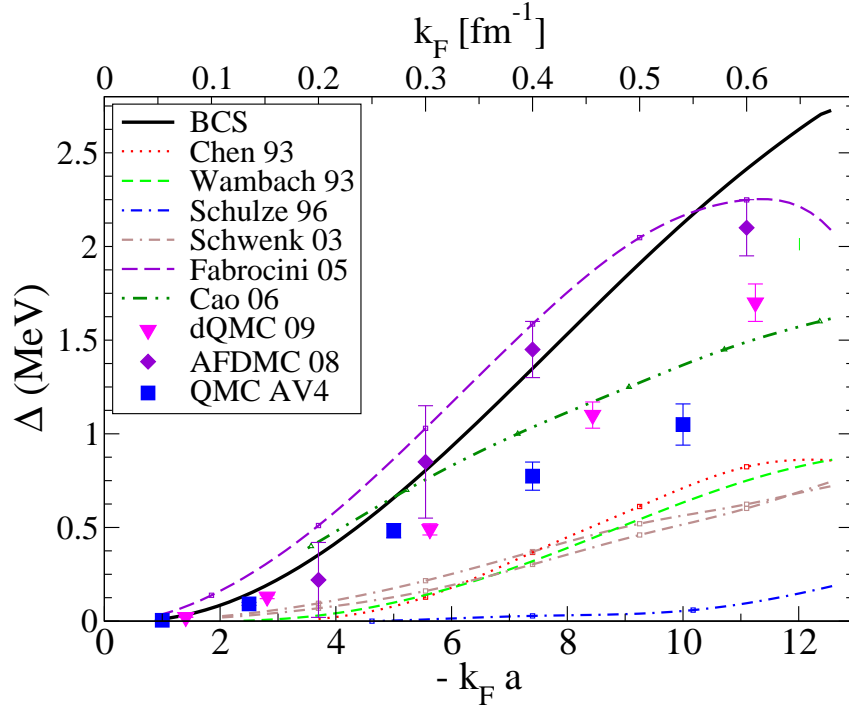 k_F [fm^-1]
0 0.1 0.2 0.3 0.4 0.5 0.6
BCS
Chen 93
Wambach 93
Schulze 96
Schwenk 03
Fabrocini 05
Cao 06
dQMC 09
AFDMC 08
QMC AV4
2.5
2
1.5
1
0.5
0
Δ (MeV)
0 2 4 6 8 10 12
- k_F a